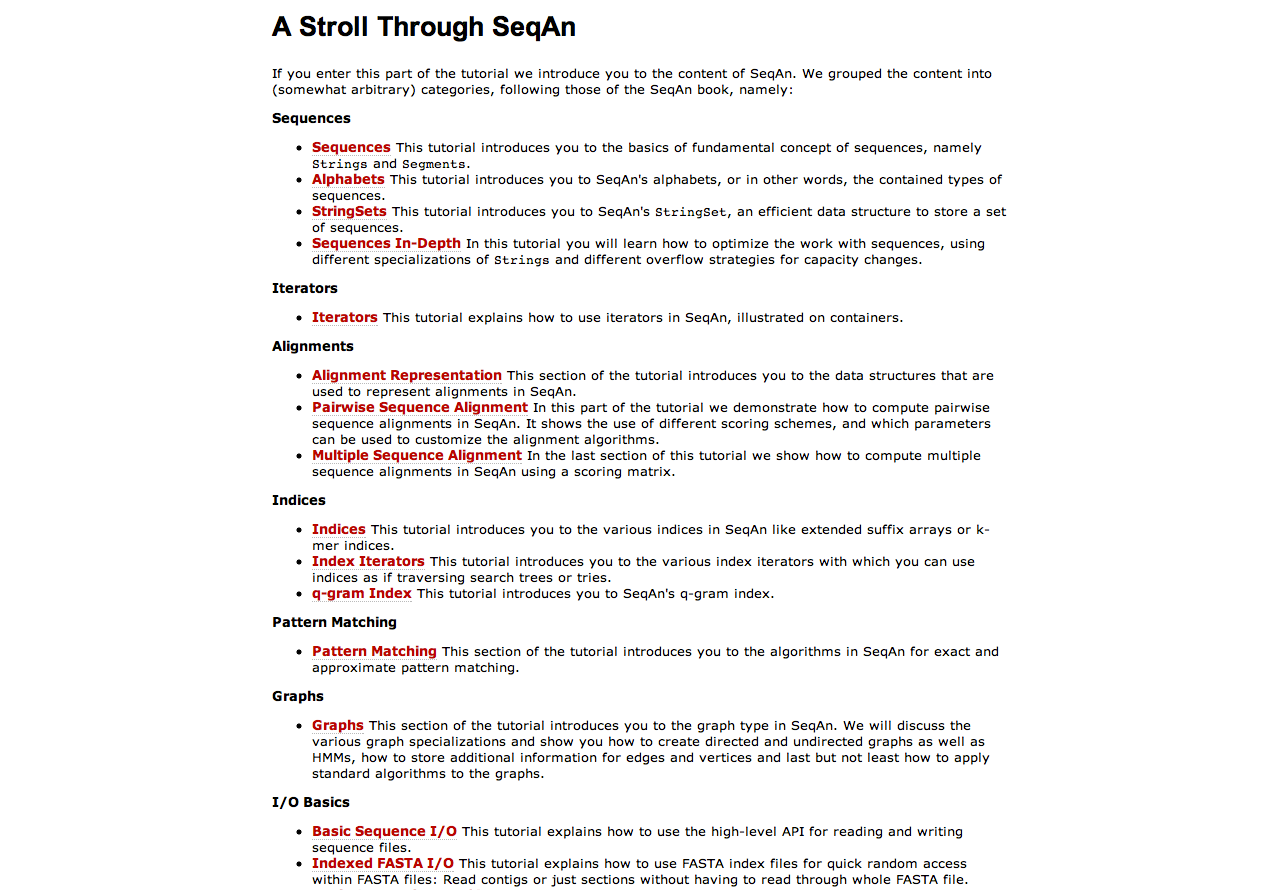 A Stroll Through SeqAn
If you enter this part of the tutorial we introduce you to the content of SeqAn. We grouped the content into
(somewhat arbitrary) categories, following those of the SeqAn book, namely:
Sequences
• Sequences This tutorial introduces you to the basics of fundamental concept of sequences, namely
Strings and Segments.
• Alphabets This tutorial introduces you to SeqAn's alphabets, or in other words, the contained types of
sequences.
• StringSets This tutorial introduces you to SeqAn's StringSet, an efficient data structure to store a set
of sequences.
• Sequences In-Depth In this tutorial you will learn how to optimize the work with sequences, using
different specializations of Strings and different overflow strategies for capacity changes.
Iterators
• Iterators This tutorial explains how to use iterators in SeqAn, illustrated on containers.
Alignments
• Alignment Representation This section of the tutorial introduces you to the data structures that are
used to represent alignments in SeqAn.
• Pairwise Sequence Alignment In this part of the tutorial we demonstrate how to compute pairwise
sequence alignments in SeqAn. It shows the use of different scoring schemes, and which parameters
can be used to customize the alignment algorithms.
• Multiple Sequence Alignment In the last section of this tutorial we show how to compute multiple
sequence alignments in SeqAn using a scoring matrix.
Indices
• Indices This tutorial introduces you to the various indices in SeqAn like extended suffix arrays or k-
mer indices.
• Index Iterators This tutorial introduces you to the various index iterators with which you can use
indices as if traversing search trees or tries.
• q-gram Index This tutorial introduces you to SeqAn's q-gram index.
Pattern Matching
• Pattern Matching This section of the tutorial introduces you to the algorithms in SeqAn for exact and
approximate pattern matching.
Graphs
• Graphs This section of the tutorial introduces you to the graph type in SeqAn. We will discuss the
various graph specializations and show you how to create directed and undirected graphs as well as
HMMs, how to store additional information for edges and vertices and last but not least how to apply
standard algorithms to the graphs.
I/O Basics
• Basic Sequence I/O This tutorial explains how to use the high-level API for reading and writing
sequence files.
• Indexed FASTA I/O This tutorial explains how to use FASTA index files for quick random access
within FASTA files: Read contigs or just sections without having to read through whole FASTA file.